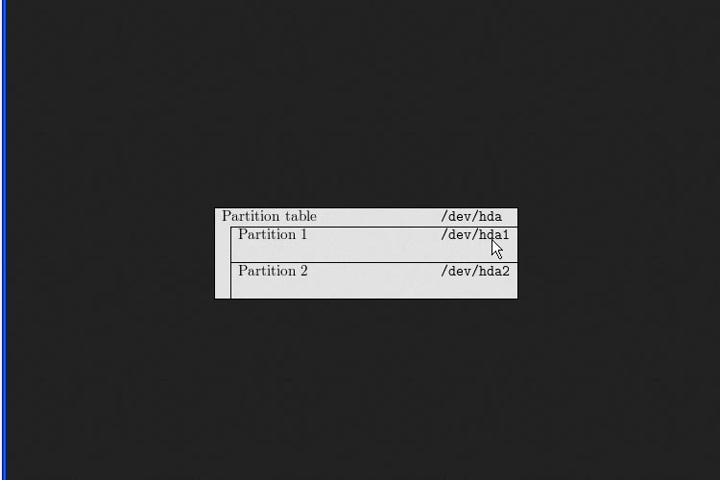 Partition table /dev/hda
Partition 1 /dev/hda1
Partition 2 /dev/hda2